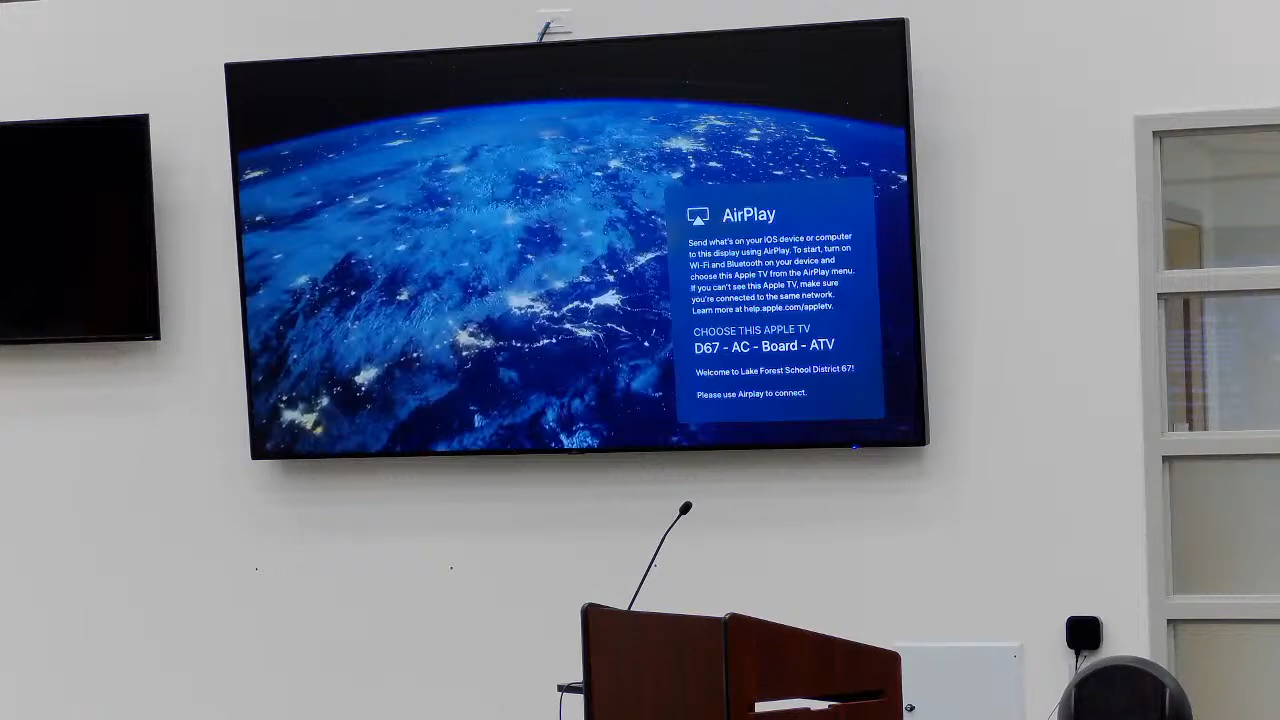 AirPlay
Send what's on your iOS device or computer
to this display using AirPlay. To start, turn on
Wi-Fi and Bluetooth on your device and
choose this Apple TV from the AirPlay menu.
If you can't see this Apple TV, make sure
you're connected to the same network.
Learn more at help.apple.com/appletv.
CHOOSE THIS APPLE TV
D67 - AC - Board - ATV
Welcome to Lake Forest School District 67!
Please use Airplay to connect.